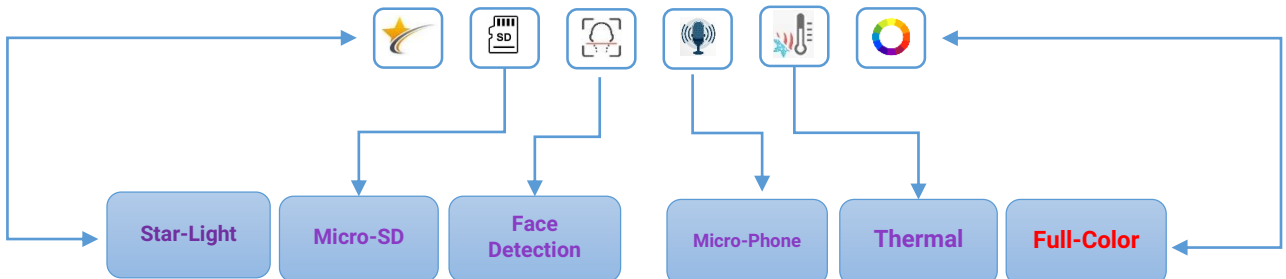 SD
Star-Light
Micro-SD
Face
Detection
Micro-Phone
Thermal
Full-Color